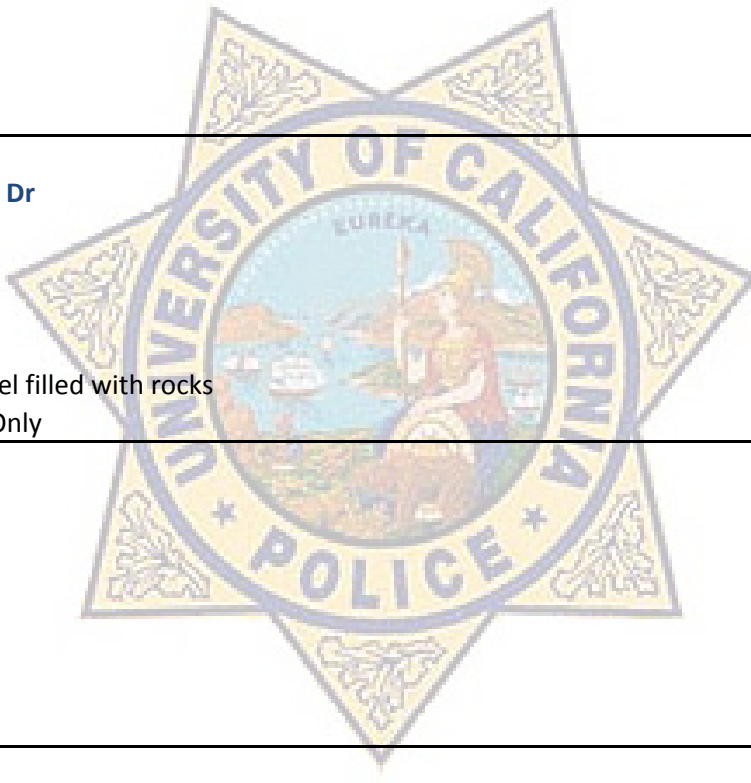 Dr
EUREKA
UNIVERSITY OF CALIFORNIA
el filled with rocks
Only
POLICE